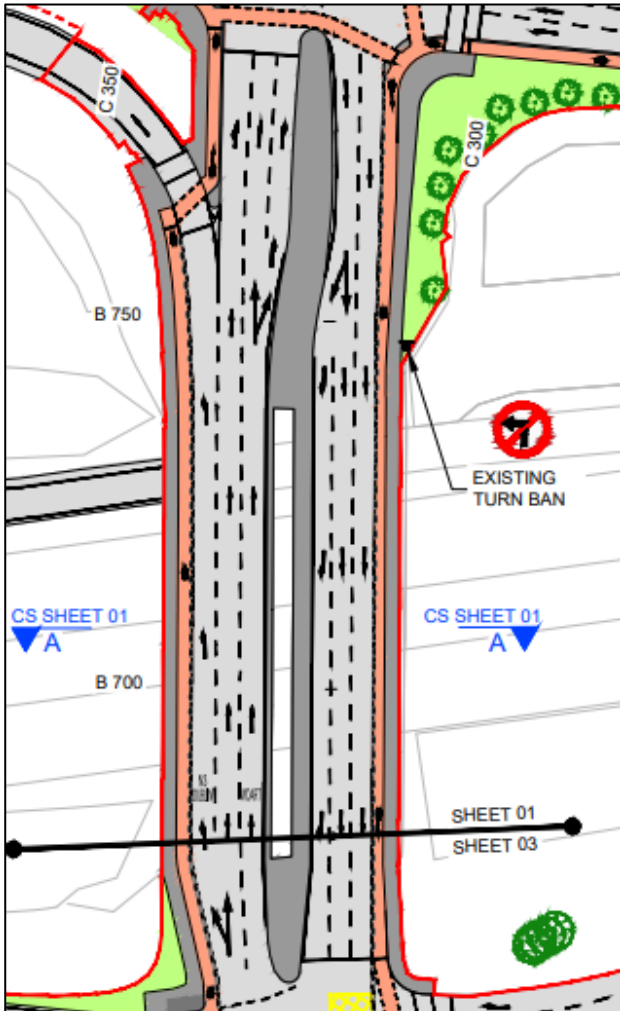 C 350
C 300
B 750
EXISTING
TURN BAN
CS SHEET 01
A
CS SHEET 01
A
B 700
SHEET 01
SHEET 03